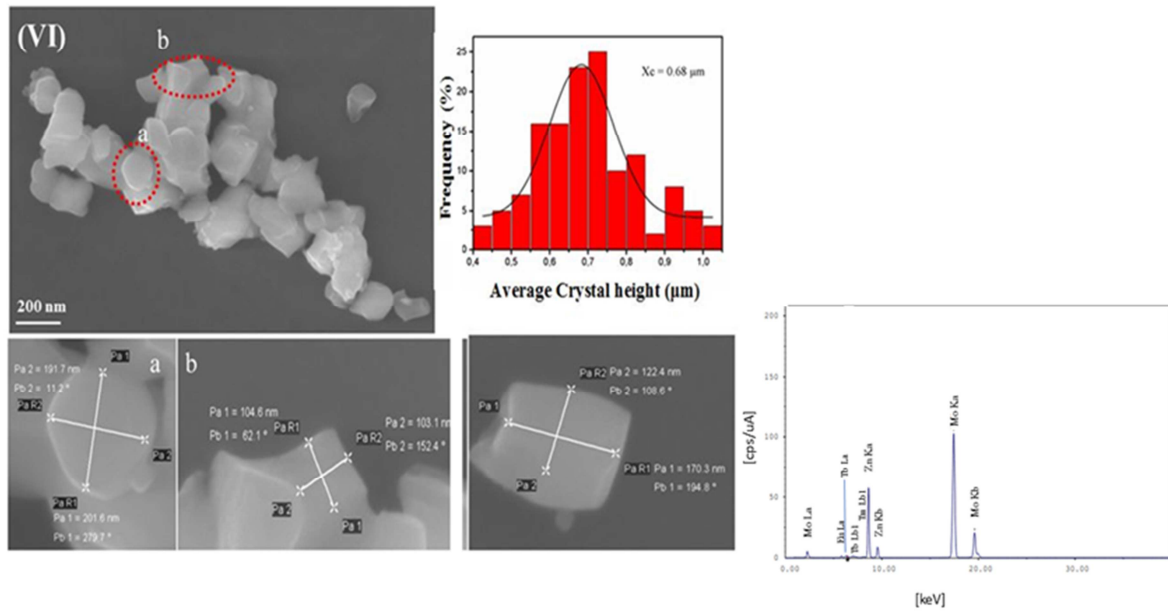 (VI)
b
a
200 nm
Frequency (%)
25
20
15
10
5
0
Xc = 0.68 µm
0,4 0,5 0,6 0,7 0,8 0,9 1,0
Average Crystal height (µm)
a
Pa 1
Pa 2 = 191.7 nm
Pb 2 = 11.2 °
Pa R2
Pa 2
Pa R1
Pa 1 = 201.6 nm
Pb 1 = 279.7°
b
Pa 1 = 104.6 nm
Pb 1 = 62.1°
Pa R1
Pa 2 = 103.1 nm
Pb 2 = 152.4°
Pa R2
Pa 2
Pa 1
Pa R2
Pa 2 = 122.4 nm
Pb 2 = 108.6 °
Pa 1
Pa 2
Pa R1
Pa 1 = 170.3 nm
Pb 1 = 194.8 °
[cps/uA]
200
150
100
50
0
Mo La
Eu La
Tb La
Tb Lb1
Tm Lb1
Zn Ka
Zn Kb
Mo Ka
Mo Kb
0.00 10.00 20.00 30.00
[keV]